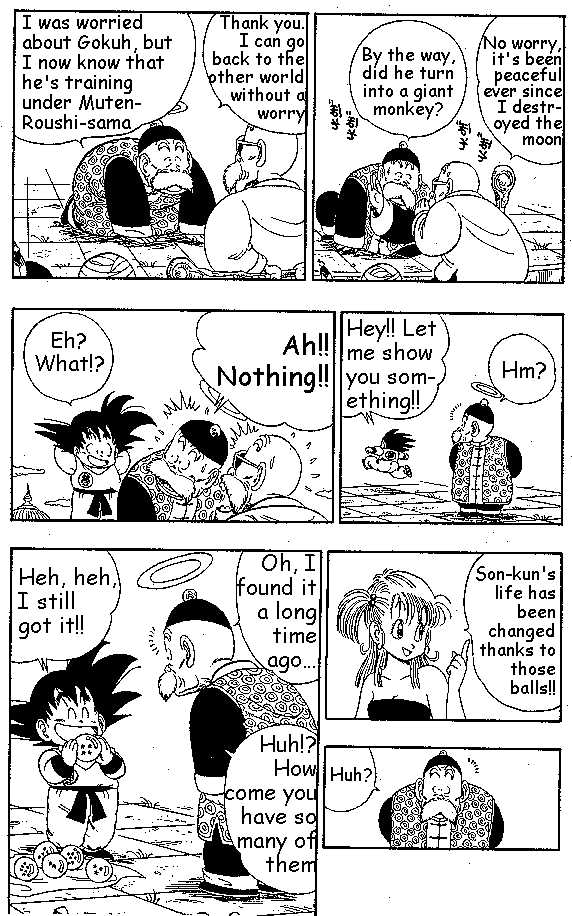 I was worried
about Gokuh, but
I now know that
he's training
under Muten-
Roushi-sama
Thank you.
I can go
back to the
other world
without a
worry
By the way,
did he turn
into a giant
monkey?
No worry,
it's been
peaceful
ever since
I destr-
oyed the
moon
Eh?
What!?
Ah!!
Nothing!!
Hey!! Let
me show
you som-
ething!!
Hm?
Heh, heh,
I still
got it!!
Oh, I
found it
a long
time
ago...
Huh!?
How
come you
have so
many of
them
Son-kun's
life has
been
changed
thanks to
those
balls!!
Huh?